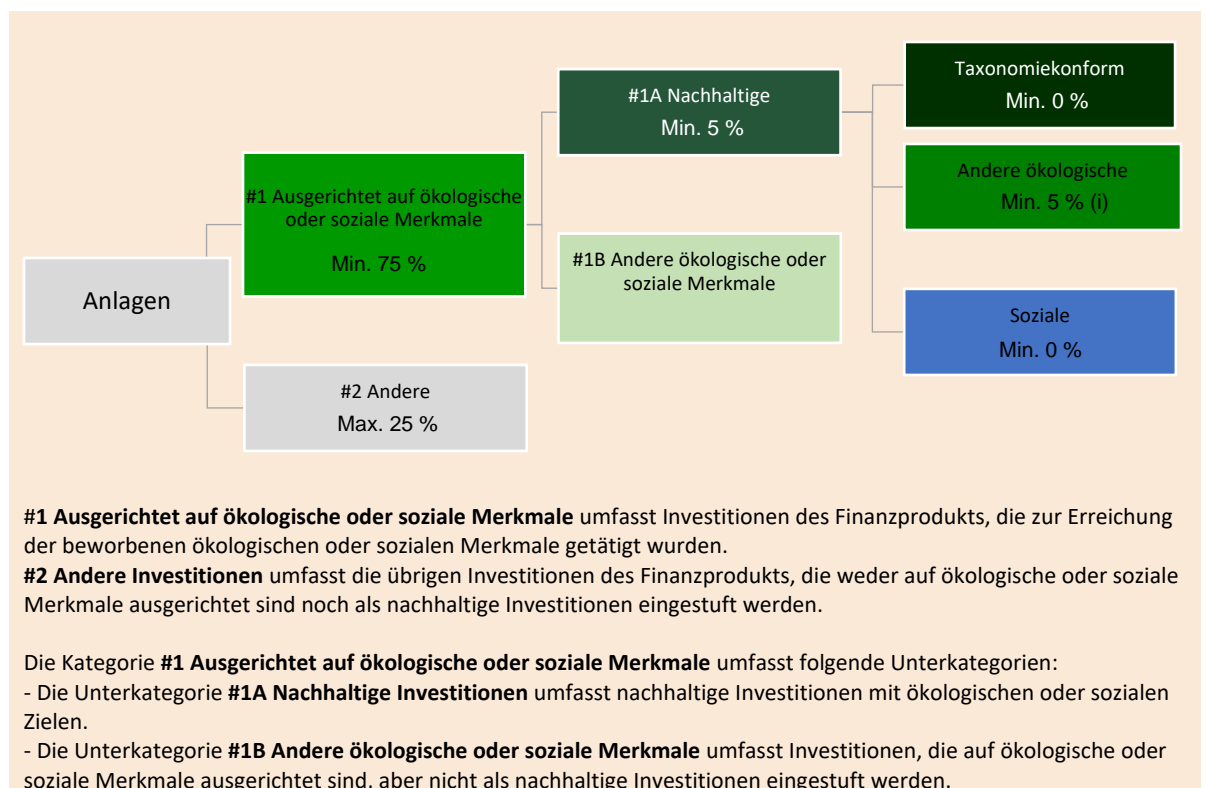 Taxonomiekonform
Min. 0 %
#1A Nachhaltige
Min. 5 %
Andere ökologische
Min. 5 % (i)
#1 Ausgerichtet auf ökologische
oder soziale Merkmale
Min. 75 %
#1B Andere ökologische oder
soziale Merkmale
Anlagen
Soziale
Min. 0 %
#2 Andere
Max. 25 %
#1 Ausgerichtet auf ökologische oder soziale Merkmale umfasst Investitionen des Finanzprodukts, die zur Erreichung
der beworbenen ökologischen oder sozialen Merkmale getätigt wurden.
#2 Andere Investitionen umfasst die übrigen Investitionen des Finanzprodukts, die weder auf ökologische oder soziale
Merkmale ausgerichtet sind noch als nachhaltige Investitionen eingestuft werden.
Die Kategorie #1 Ausgerichtet auf ökologische oder soziale Merkmale umfasst folgende Unterkategorien:
- Die Unterkategorie #1A Nachhaltige Investitionen umfasst nachhaltige Investitionen mit ökologischen oder sozialen
Zielen.
- Die Unterkategorie #1B Andere ökologische oder soziale Merkmale umfasst Investitionen, die auf ökologische oder
soziale Merkmale ausgerichtet sind, aber nicht als nachhaltige Investitionen eingestuft werden.